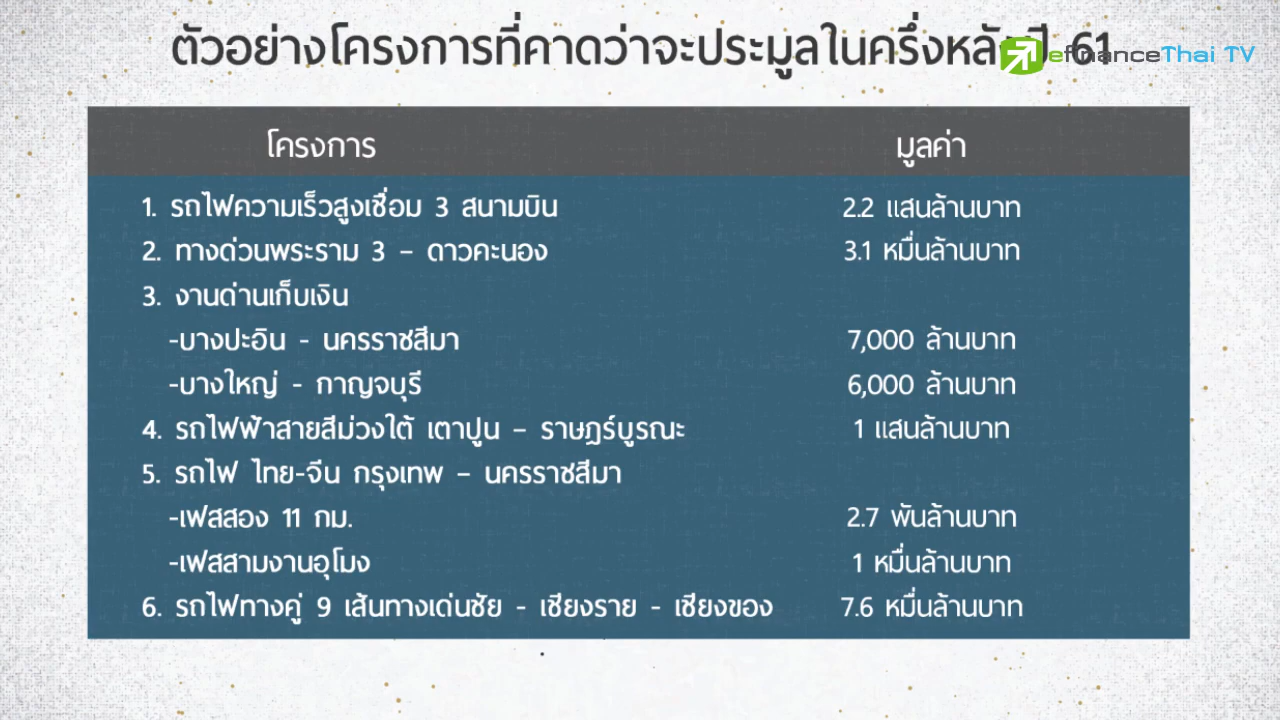 ตัวอย่างโครงการที่คาดว่าจะประมูลในครึ่งหลังปี 61
efinanceThai TV
โครงการ มูลค่า
1. รถไฟความเร็วสูงเชื่อม 3 สนามบิน 2.2 แสนล้านบาท
2. ทางด่วนพระราม 3 – ดาวคะนอง 3.1 หมื่นล้านบาท
3. งานด่านเก็บเงิน
-บางปะอิน - นครราชสีมา 7,000 ล้านบาท
-บางใหญ่ - กาญจบุรี 6,000 ล้านบาท
4. รถไฟฟ้าสายสีม่วงใต้ เตาปูน – ราษฎร์บูรณะ 1 แสนล้านบาท
5. รถไฟ ไทย-จีน กรุงเทพ – นครราชสีมา
-เฟสสอง 11 กม. 2.7 พันล้านบาท
-เฟสสามงานอุโมง 1 หมื่นล้านบาท
6. รถไฟทางคู่ 9 เส้นทางเด่นชัย - เชียงราย - เชียงของ 7.6 หมื่นล้านบาท